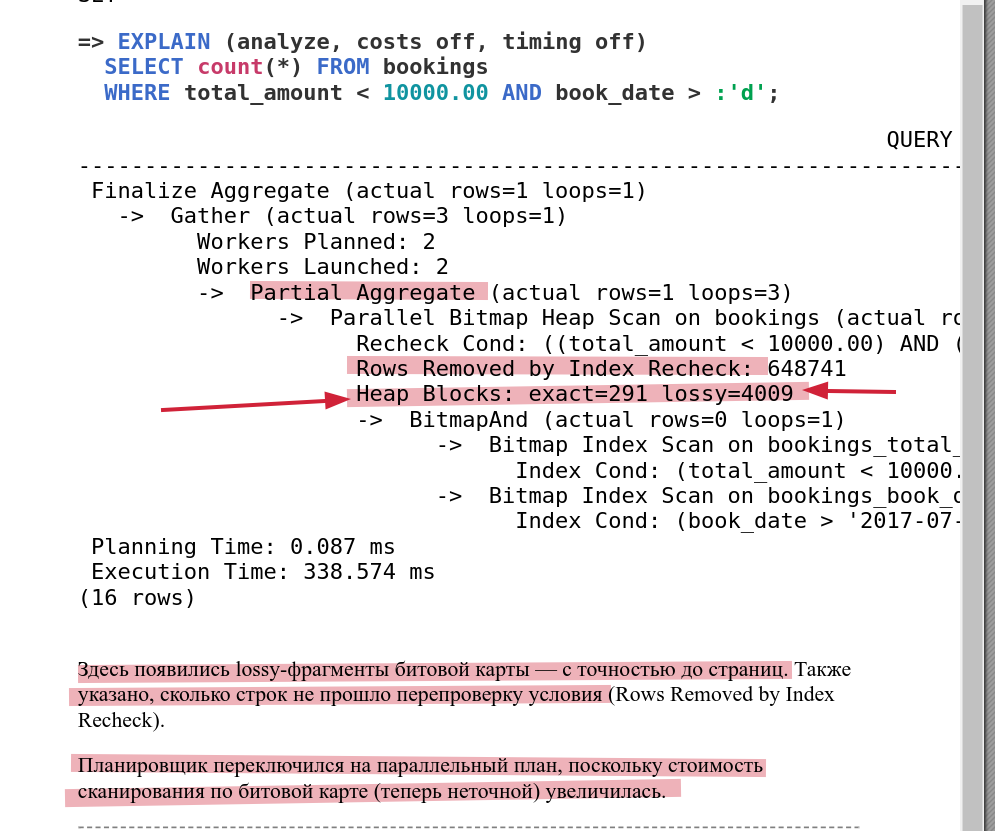 => EXPLAIN (analyze, costs off, timing off)
SELECT count(*) FROM bookings
WHERE total_amount < 10000.00 AND book_date > :'d';
QUERY
--------------------------------------------------------------------
Finalize Aggregate (actual rows=1 loops=1)
-> Gather (actual rows=3 loops=1)
Workers Planned: 2
Workers Launched: 2
-> Partial Aggregate (actual rows=1 loops=3)
-> Parallel Bitmap Heap Scan on bookings (actual ro
Recheck Cond: ((total_amount < 10000.00) AND (
Rows Removed by Index Recheck: 648741
Heap Blocks: exact=291 lossy=4009
-> BitmapAnd (actual rows=0 loops=1)
-> Bitmap Index Scan on bookings_total_
Index Cond: (total_amount < 10000.
-> Bitmap Index Scan on bookings_book_d
Index Cond: (book_date > '2017-07-
Planning Time: 0.087 ms
Execution Time: 338.574 ms
(16 rows)
Здесь появились lossy-фрагменты битовой карты — с точностью до страниц. Также
указано, сколько строк не прошло перепроверку условия (Rows Removed by Index
Recheck).
Планировщик переключился на параллельный план, поскольку стоимость
сканирования по битовой карте (теперь неточной) увеличилась.